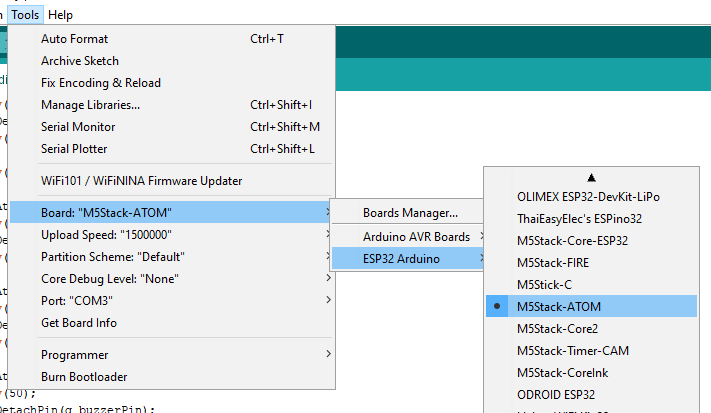 Tools Help
Auto Format Ctrl+T
Archive Sketch
Fix Encoding & Reload
Manage Libraries... Ctrl+Shift+I
Serial Monitor Ctrl+Shift+M
Serial Plotter Ctrl+Shift+L
WiFi101 / WiFiNINA Firmware Updater
Board: "M5Stack-ATOM"
Upload Speed: "1500000"
Partition Scheme: "Default"
Core Debug Level: "None"
Port: "COM3"
Get Board Info
Programmer
Burn Bootloader
Boards Manager...
Arduino AVR Boards
ESP32 Arduino
OLIMEX ESP32-DevKit-LiPo
ThaiEasyElec's ESPino32
M5Stack-Core-ESP32
M5Stack-FIRE
M5Stick-C
M5Stack-ATOM
M5Stack-Core2
M5Stack-Timer-CAM
M5Stack-CoreInk
ODROID ESP32
(50);
DetachPin(g_buzzerPin);